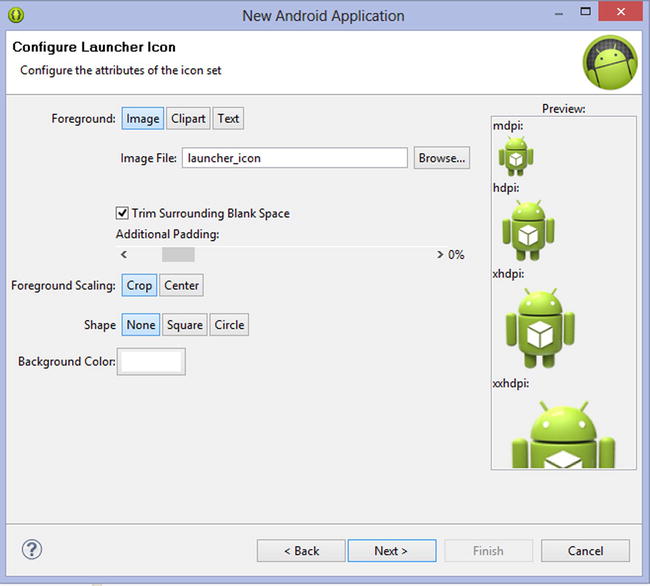 New Android Application
Configure Launcher Icon
Configure the attributes of the icon set
Foreground: Image Clipart Text
Image File: launcher_icon Browse...
Trim Surrounding Blank Space
Additional Padding:
< > 0%
Foreground Scaling: Crop Center
Shape None Square Circle
Background Color:
Preview:
mdpi:
hdpi:
xhdpi:
xxhdpi:
? < Back Next > Finish Cancel